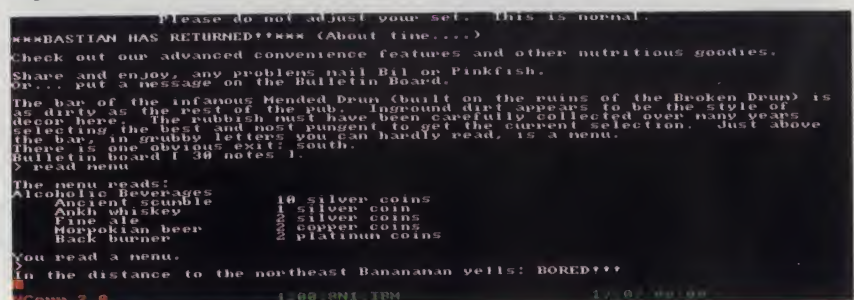 Please do not adjust your set. This is normal.
***BASTIAN HAS RETURNED!!*** (About time....)
Check out our advanced convenience features and other nutritious goodies.
Share and enjoy, any problems mail Bil or Pinkfish.
Or... put a message on the Bulletin Board.
The bar of the infamous Mended Drum (built on the ruins of the Broken Drum) is
as dirty as the rest of the pub. Inground dirt appears to be the style of
decor here. The rubbish must have been carefully collected over many years
selecting the best and most pungent to get the current selection. Just above
the bar, in grubby letters you can hardly read, is a menu.
There is one obvious exit: south.
Bulletin board [ 30 notes ].
> read menu
The menu reads:
Alcoholic Beverages
Ancient scumble 10 silver coins
Ankh whiskey 1 silver coin
Fine ale 2 silver coins
Morpokian beer 2 copper coins
Back burner 2 platinum coins
You read a menu.
>
In the distance to the northeast Banananan yells: BORED!!!
8N1 IBM